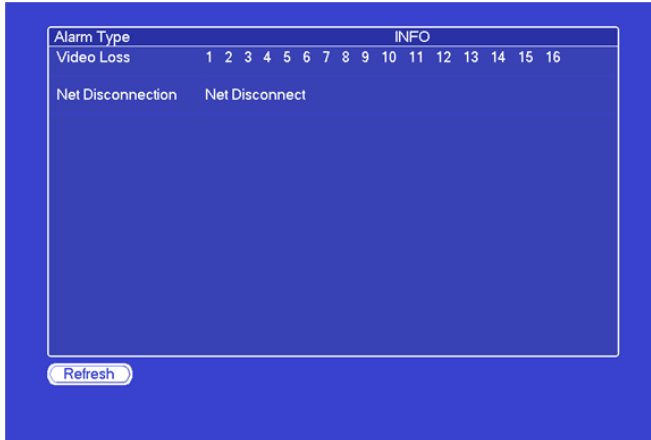 Alarm Type INFO
Video Loss 1 2 3 4 5 6 7 8 9 10 11 12 13 14 15 16
Net Disconnection Net Disconnect
Refresh